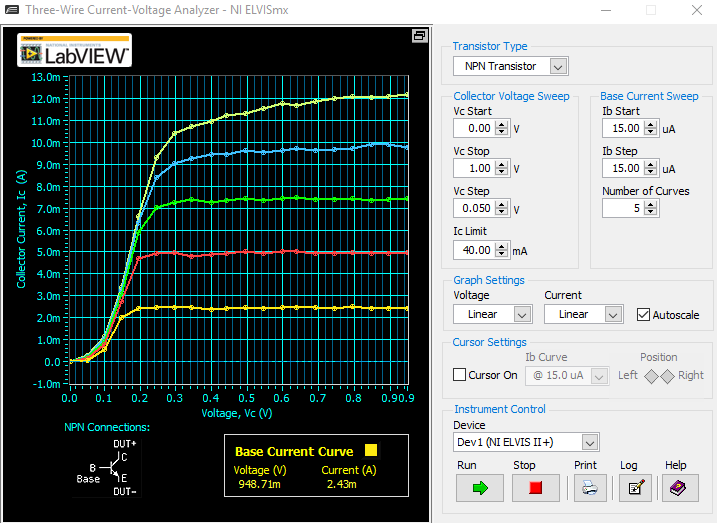 Three-Wire Current-Voltage Analyzer - NI ELVISmx
POWERED BY
NATIONAL INSTRUMENTS
LabVIEW™
13.0m
12.0m
11.0m
10.0m
9.0m
8.0m
7.0m
6.0m
5.0m
4.0m
3.0m
2.0m
1.0m
0.0
-1.0m
Collector Current, Ic (A)
0.0 0.1 0.2 0.3 0.4 0.5 0.6 0.7 0.8 0.90.9
Voltage, Vc (V)
NPN Connections:
DUT+
C
B
Base
E
DUT-
Base Current Curve
Voltage (V) Current (A)
948.71m 2.43m
Transistor Type
NPN Transistor
Collector Voltage Sweep
Vc Start
0.00 V
Vc Stop
1.00 V
Vc Step
0.050 V
Ic Limit
40.00 mA
Base Current Sweep
Ib Start
15.00 uA
Ib Step
15.00 uA
Number of Curves
5
Graph Settings
Voltage Current
Linear Linear Autoscale
Cursor Settings
Ib Curve Position
Cursor On @ 15.0 uA Left Right
Instrument Control
Device
Dev1 (NI ELVIS II+)
Run Stop Print Log Help